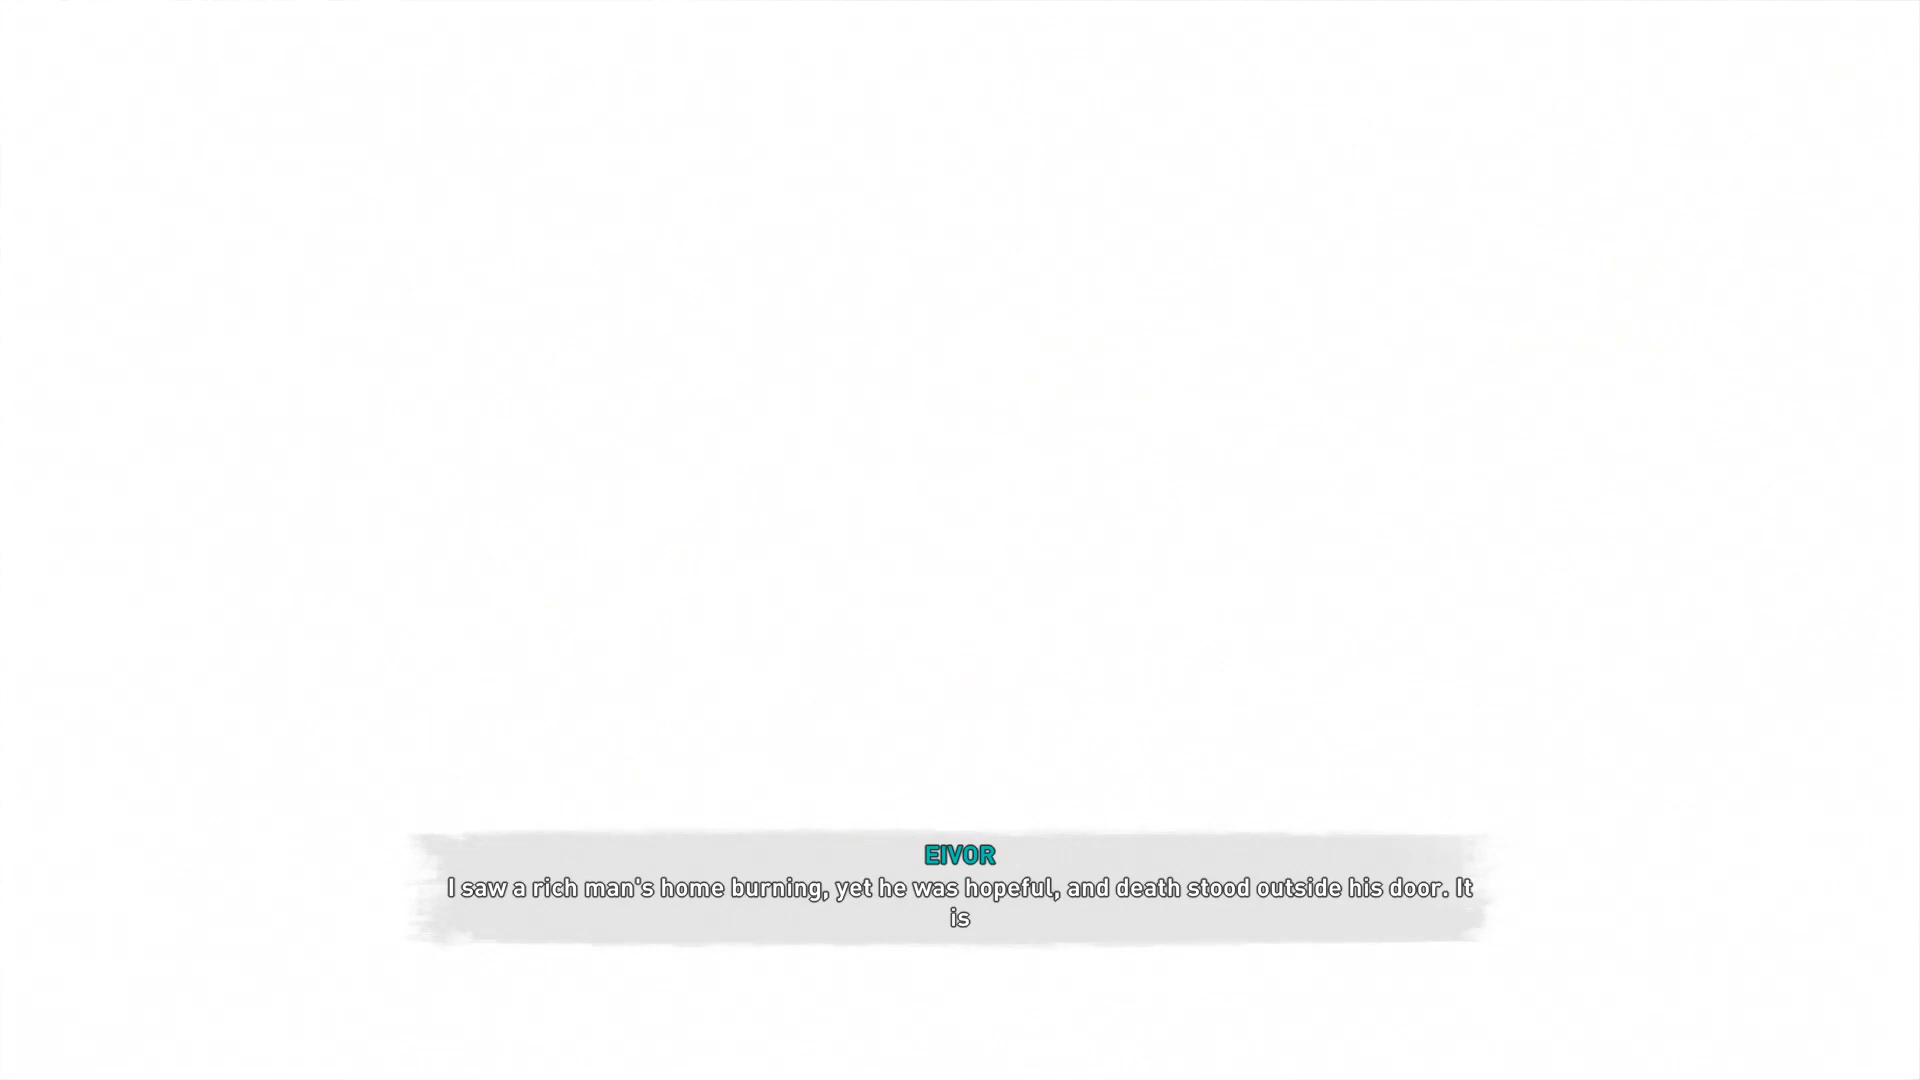 EIVOR
I saw a rich man's home burning, yet he was hopeful, and death stood outside his door. It
is